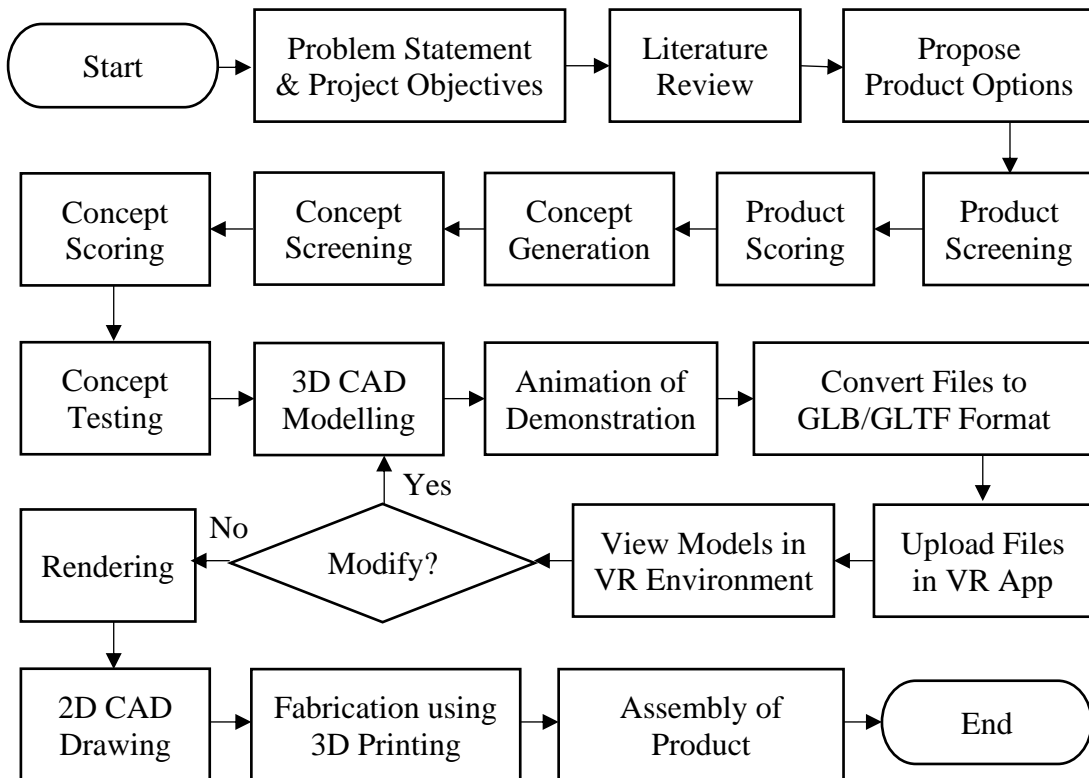 Start
Problem Statement
& Project Objectives
Literature
Review
Propose
Product Options
Product
Screening
Product
Scoring
Concept
Generation
Concept
Screening
Concept
Scoring
Concept
Testing
3D CAD
Modelling
Animation of
Demonstration
Convert Files to
GLB/GLTF Format
Upload Files
in VR App
View Models in
VR Environment
Modify?
Yes
No
Rendering
2D CAD
Drawing
Fabrication using
3D Printing
Assembly of
Product
End